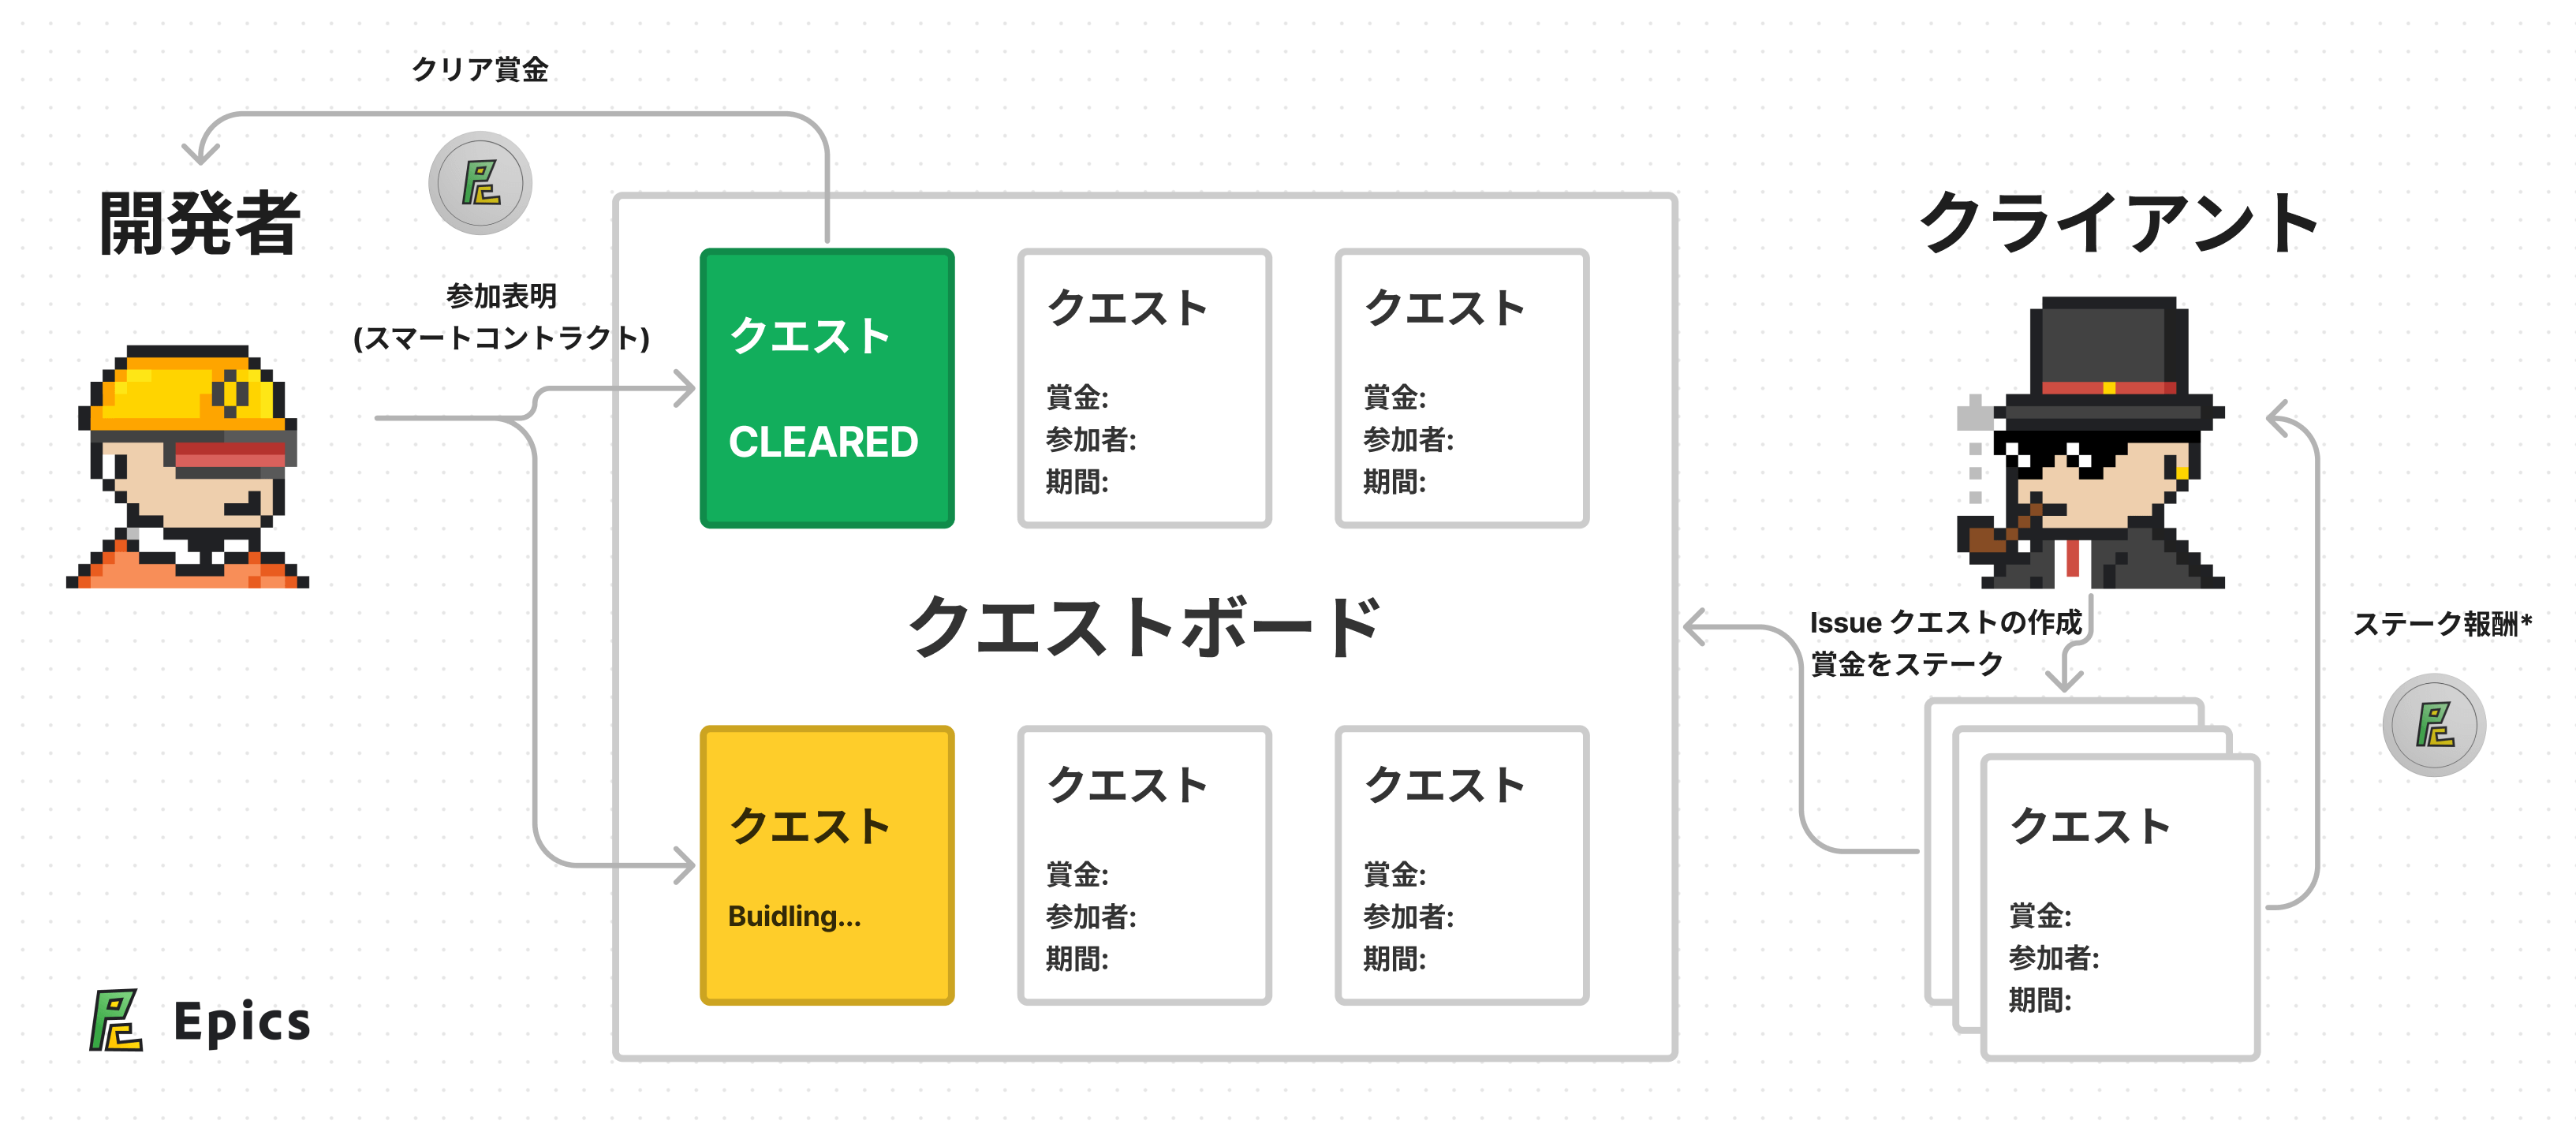 クリア賞金
開発者
参加表明
(スマートコントラクト)
クエスト
CLEARED
クエスト
賞金:
参加者:
期間:
クエスト
賞金:
参加者:
期間:
クエストボード
クエスト
Buidling...
クエスト
賞金:
参加者:
期間:
クエスト
賞金:
参加者:
期間:
クライアント
Issue クエストの作成
賞金をステーク
ステーク報酬*
クエスト
賞金:
参加者:
期間:
Epics